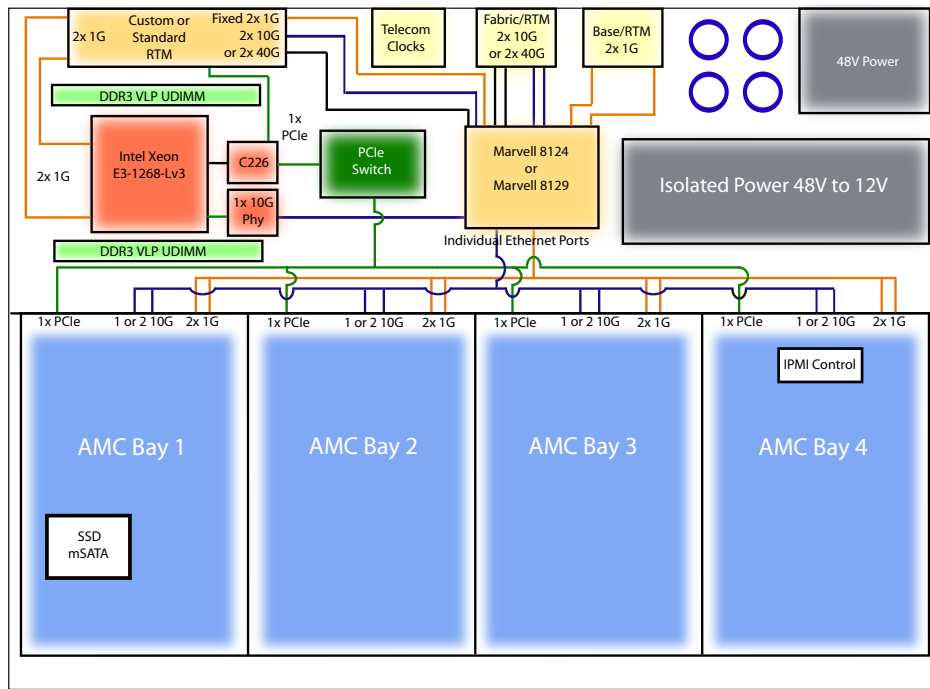 2x 1G
Custom or
Standard
RTM
Fixed 2x 1G
2x 10G
or 2x 40G
Telecom
Clocks
Fabric/RTM
2x 10G
or 2x 40G
Base/RTM
2x 1G
48V Power
DDR3 VLP UDIMM
1x
PCIe
Intel Xeon
E3-1268-Lv3
C226
PCIe
Switch
Marvell 8124
or
Marvell 8129
Isolated Power 48V to 12V
2x 1G
1x 10G
Phy
Individual Ethernet Ports
DDR3 VLP UDIMM
1x PCIe
1 or 2 10G
2x 1G
1x PCIe
1 or 2 10G
2x 1G
1x PCIe
1 or 2 10G
2x 1G
1x PCIe
1 or 2 10G
2x 1G
IPMI Control
AMC Bay 1
AMC Bay 2
AMC Bay 3
AMC Bay 4
SSD
mSATA